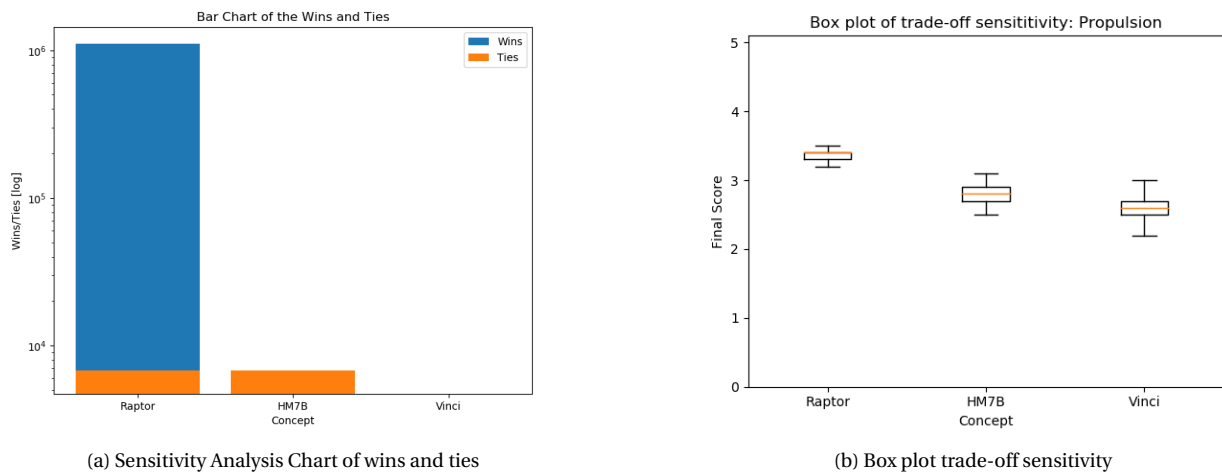 Bar Chart of the Wins and Ties
Wins
Ties
Wins/Ties [log]
10^6
10^5
10^4
Raptor
HM7B
Vinci
Concept
(a) Sensitivity Analysis Chart of wins and ties
Box plot of trade-off sensititivity: Propulsion
Final Score
5
4
3
2
1
0
Raptor
HM7B
Vinci
Concept
(b) Box plot trade-off sensitivity